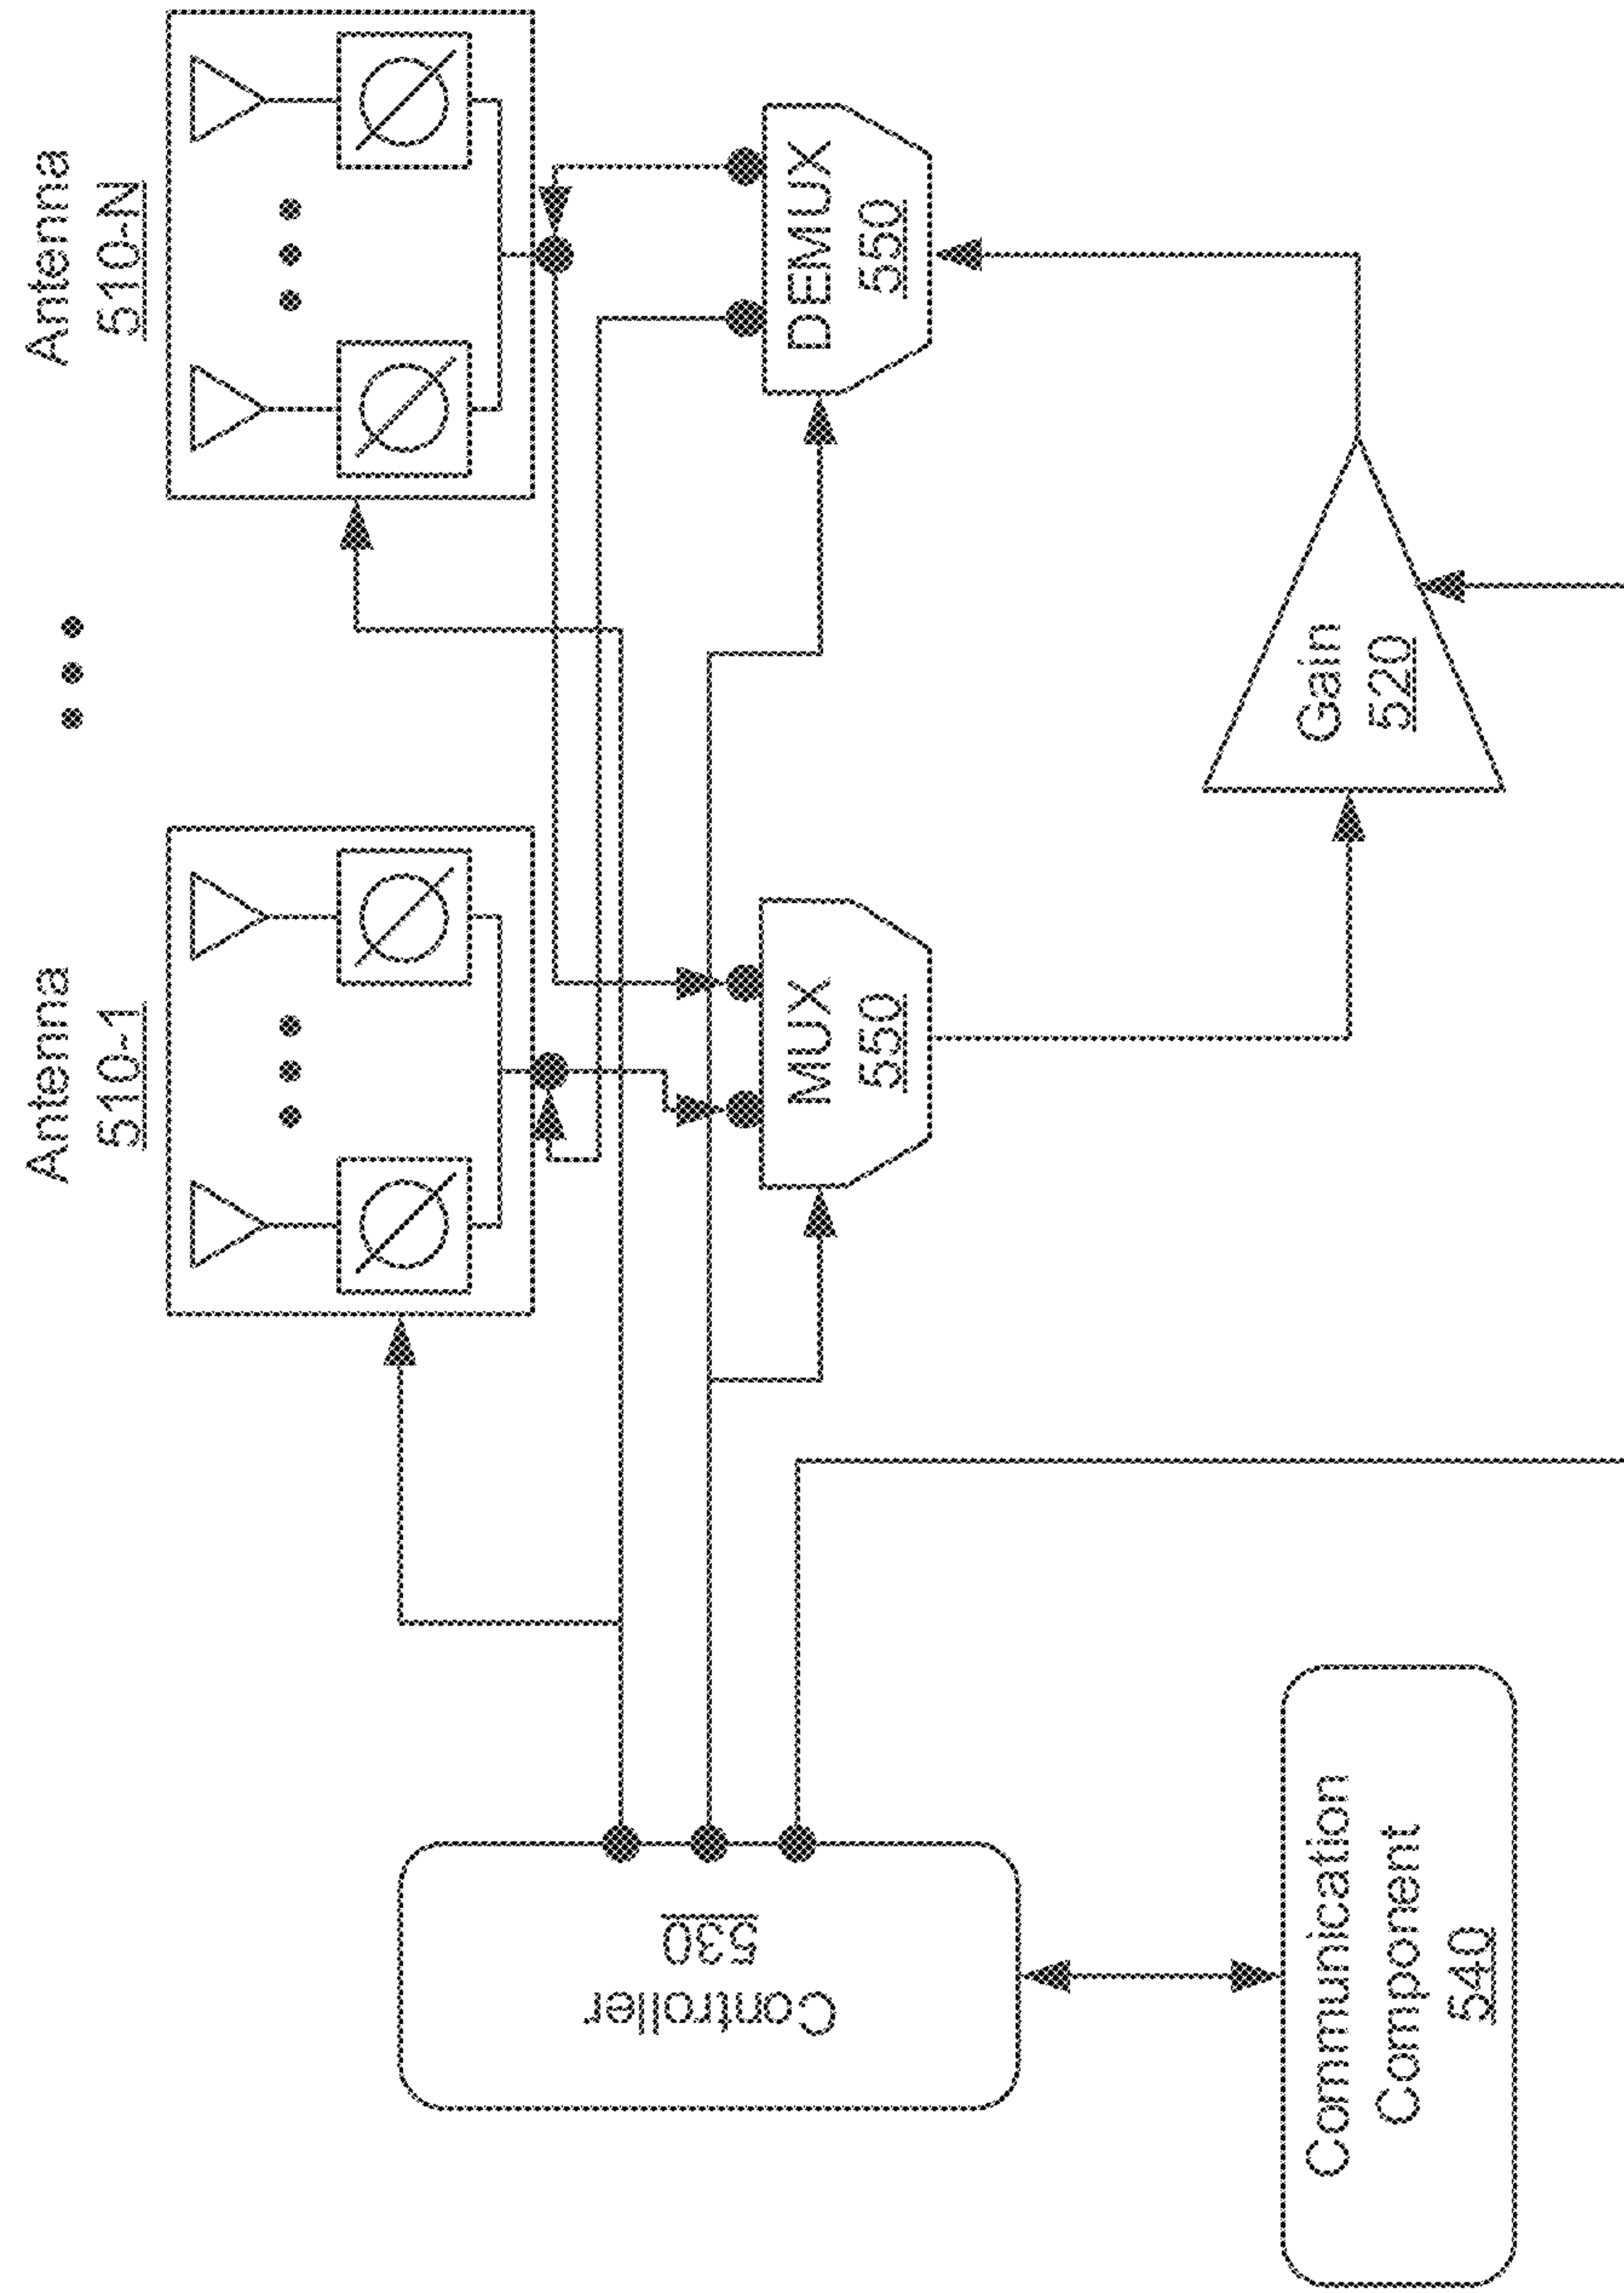 Antenna
510-1
Antenna
510-N
Controller
530
MUX
550
DEMUX
550
Gain
520
Communication
Component
540